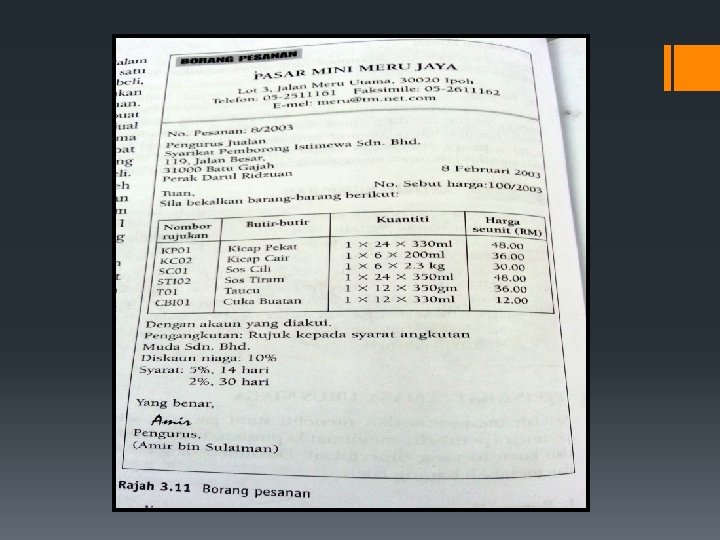 BORANG PESANAN
PASAR MINI MERU JAYA
Lot 3, Jalan Meru Utama, 30020 Ipoh
Telefon: 05-2511161 Faksimile: 05-2611162
E-mel: meru@tm.net.com
No. Pesanan: 8/2003
Pengurus Jualan
Syarikat Pemborong Istimewa Sdn. Bhd.
119, Jalan Besar,
31000 Batu Gajah
Perak Darul Ridzuan
8 Februari 2003
No. Sebut harga:100/2003
Tuan,
Sila bekalkan barang-barang berikut:
Nombor rujukan Butir-butir Kuantiti Harga seunit (RM)
KP01 Kicap Pekat 1 × 24 × 330ml 48.00
KC02 Kicap Cair 1 × 6 × 200ml 36.00
SC01 Sos Cili 1 × 6 × 2.3 kg 30.00
STI02 Sos Tiram 1 × 24 × 350ml 48.00
T01 Taucu 1 × 12 × 350gm 36.00
CBI01 Cuka Buatan 1 × 12 × 330ml 12.00
Dengan akaun yang diakui.
Pengangkutan: Rujuk kepada syarat angkutan
Muda Sdn. Bhd.
Diskaun niaga: 10%
Syarat: 5%, 14 hari
2%, 30 hari
Yang benar,
Amir
Pengurus,
(Amir bin Sulaiman)
Rajah 3.11 Borang pesanan